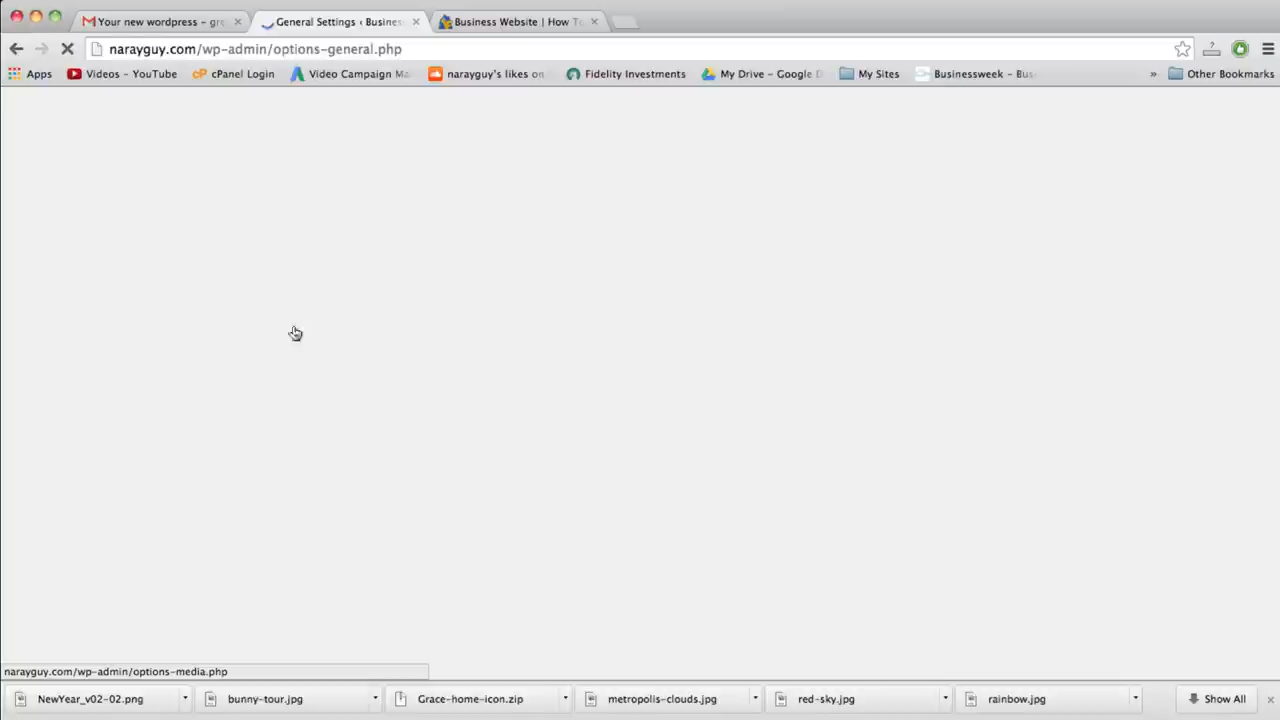 Your new wordpress - gr
General Settings ‹ Busines
Business Website | How To
narayguy.com/wp-admin/options-general.php
Apps
Videos - YouTube
cPanel Login
Video Campaign Ma
narayguy's likes on
Fidelity Investments
My Drive - Google D
My Sites
Businessweek - Bus
»
Other Bookmarks
narayguy.com/wp-admin/options-media.php
NewYear_v02-02.png
bunny-tour.jpg
Grace-home-icon.zip
metropolis-clouds.jpg
red-sky.jpg
rainbow.jpg
Show All